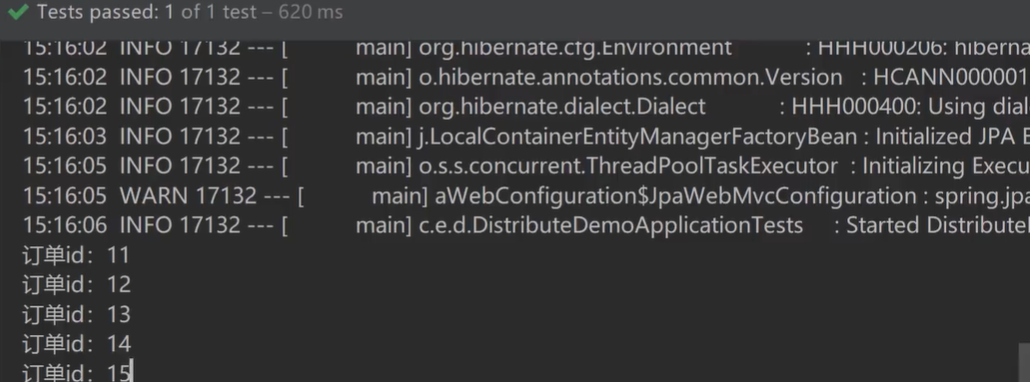 Tests passed: 1 of 1 test – 620 ms
15:16:02 INFO 17132 --- [ main] org.hibernate.cfg.Environment : HHH000206: hiberna
15:16:02 INFO 17132 --- [ main] o.hibernate.annotations.common.Version : HCANN000001
15:16:02 INFO 17132 --- [ main] org.hibernate.dialect.Dialect : HHH000400: Using dial
15:16:03 INFO 17132 --- [ main] j.LocalContainerEntityManagerFactoryBean : Initialized JPA E
15:16:05 INFO 17132 --- [ main] o.s.s.concurrent.ThreadPoolTaskExecutor : Initializing Execu
15:16:05 WARN 17132 --- [ main] aWebConfiguration$JpaWebMvcConfiguration : spring.jpa
15:16:06 INFO 17132 --- [ main] c.e.d.DistributeDemoApplicationTests : Started Distribute
订单id：11
订单id：12
订单id：13
订单id：14
订单id：15